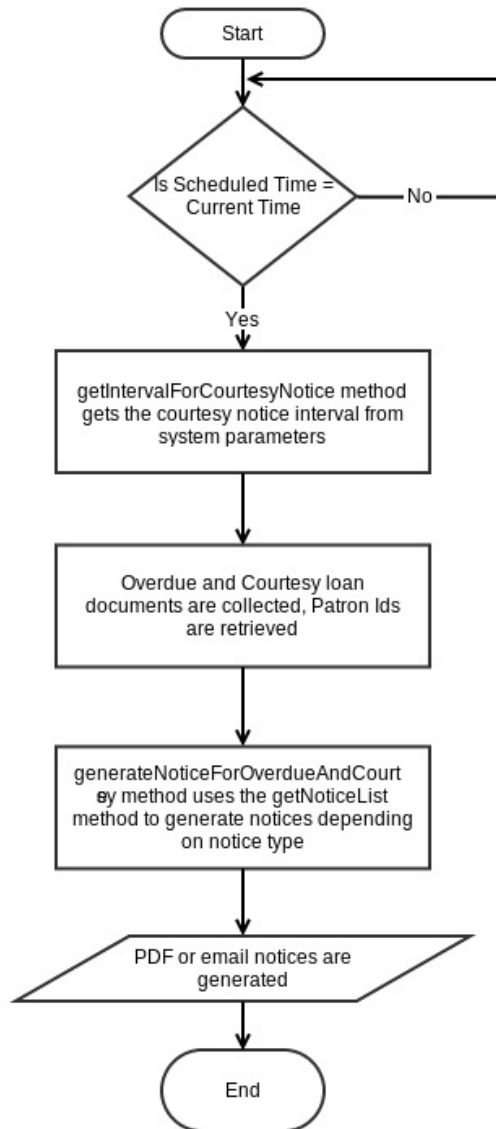 Start
Is Scheduled Time =
Current Time
No
Yes
getIntervalForCourtesyNotice method
gets the courtesy notice interval from
system parameters
Overdue and Courtesy loan
documents are collected, Patron Ids
are retrieved
generateNoticeForOverdueAndCourt
esy method uses the getNoticeList
method to generate notices depending
on notice type
PDF or email notices are
generated
End